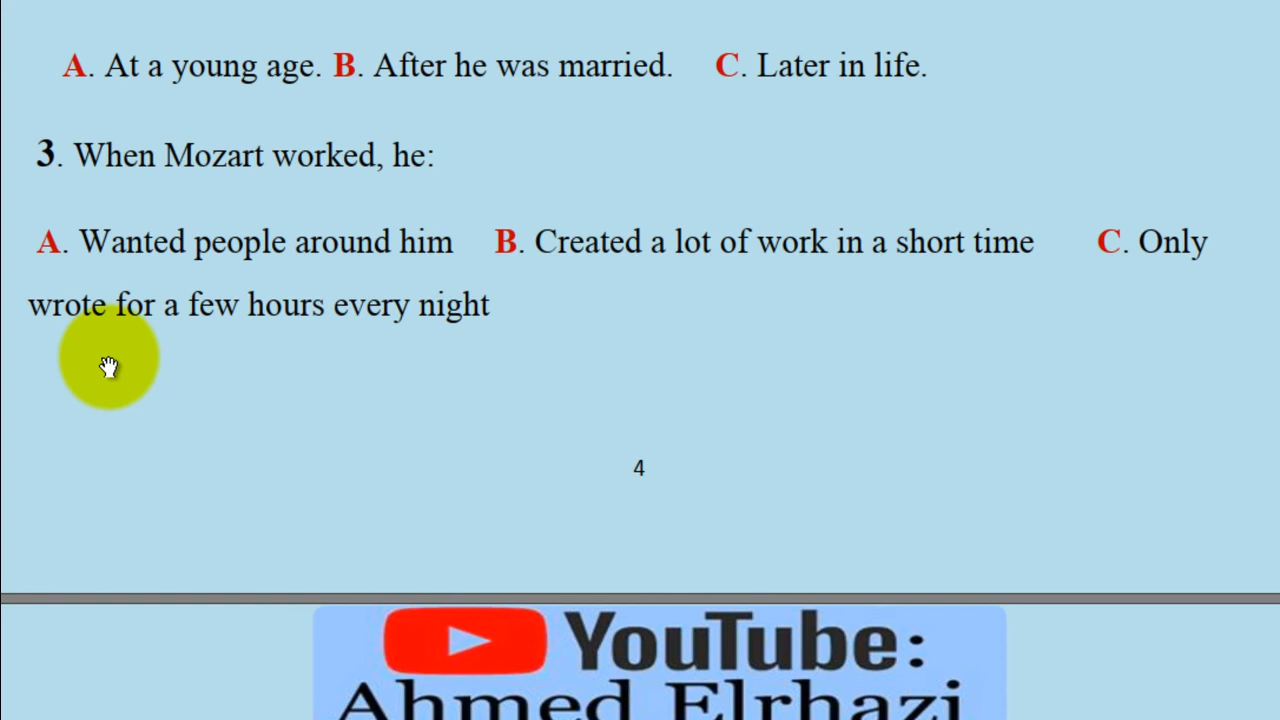 A. At a young age. B. After he was married. C. Later in life.
3. When Mozart worked, he:
A. Wanted people around him B. Created a lot of work in a short time C. Only
wrote for a few hours every night
4
YouTube:
Ahmed Elrhazi